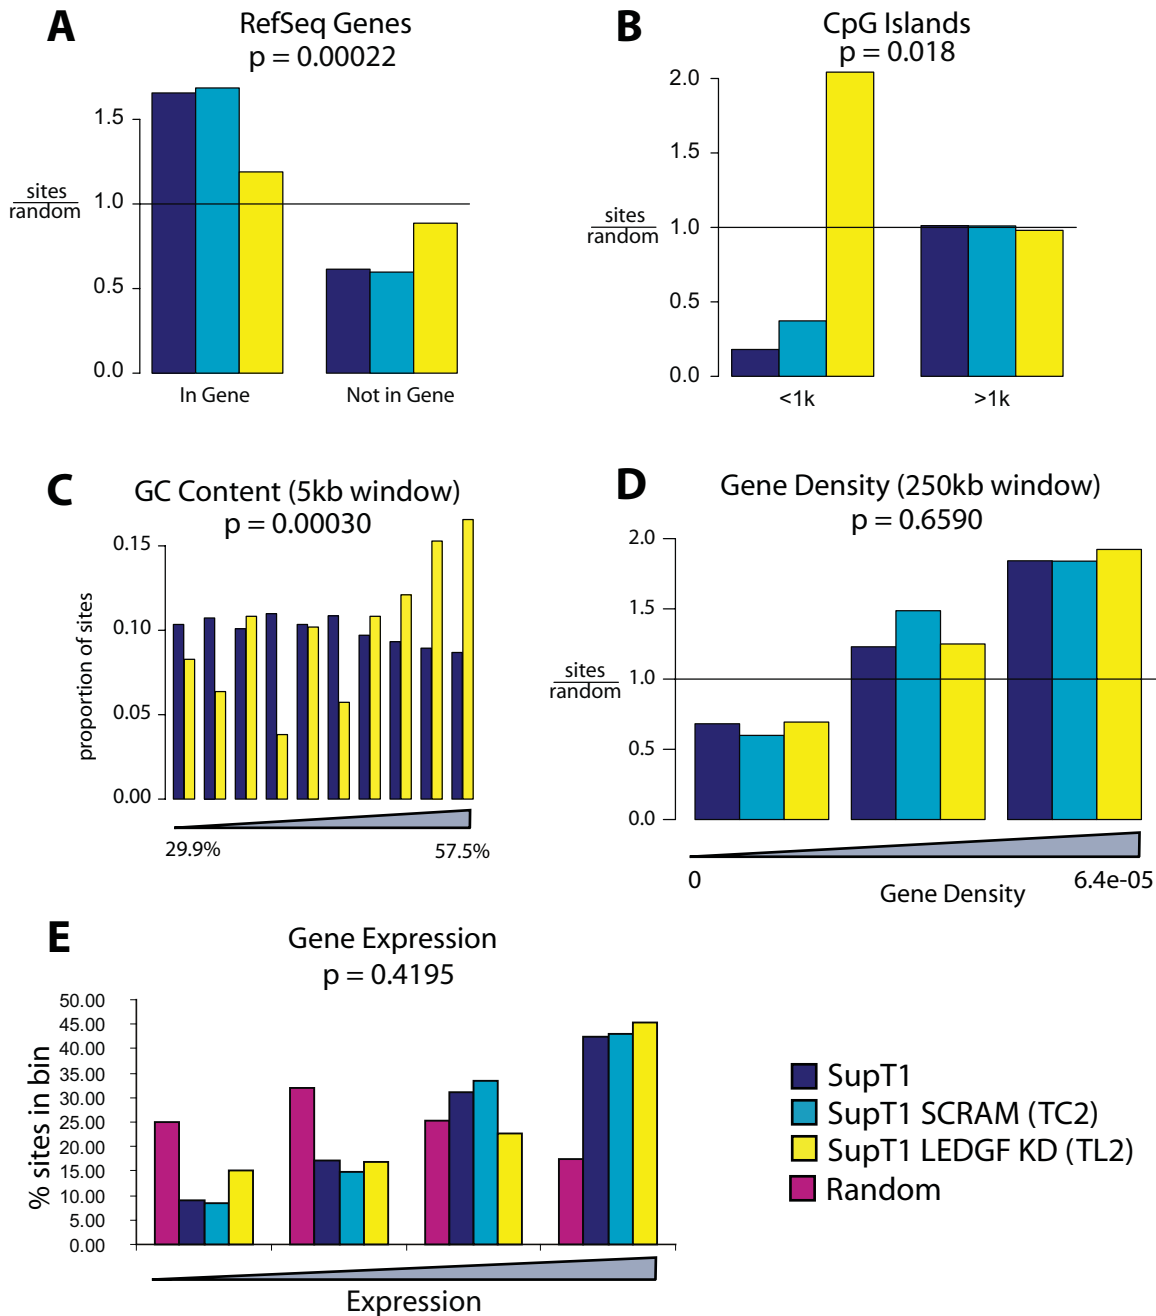 A
RefSeq Genes
p = 0.00022
1.5
1.0
0.5
0.0
sites
random
In Gene
Not in Gene
B
CpG Islands
p = 0.018
2.0
1.5
1.0
0.5
0.0
sites
random
<1k
>1k
C
GC Content (5kb window)
p = 0.00030
0.15
0.10
0.05
0.00
proportion of sites
29.9%
57.5%
D
Gene Density (250kb window)
p = 0.6590
2.0
1.5
1.0
0.5
0.0
sites
random
0
6.4e-05
Gene Density
E
Gene Expression
p = 0.4195
50.00
45.00
40.00
35.00
30.00
25.00
20.00
15.00
10.00
5.00
0.00
% sites in bin
Expression
SupT1
SupT1 SCRAM (TC2)
SupT1 LEDGF KD (TL2)
Random